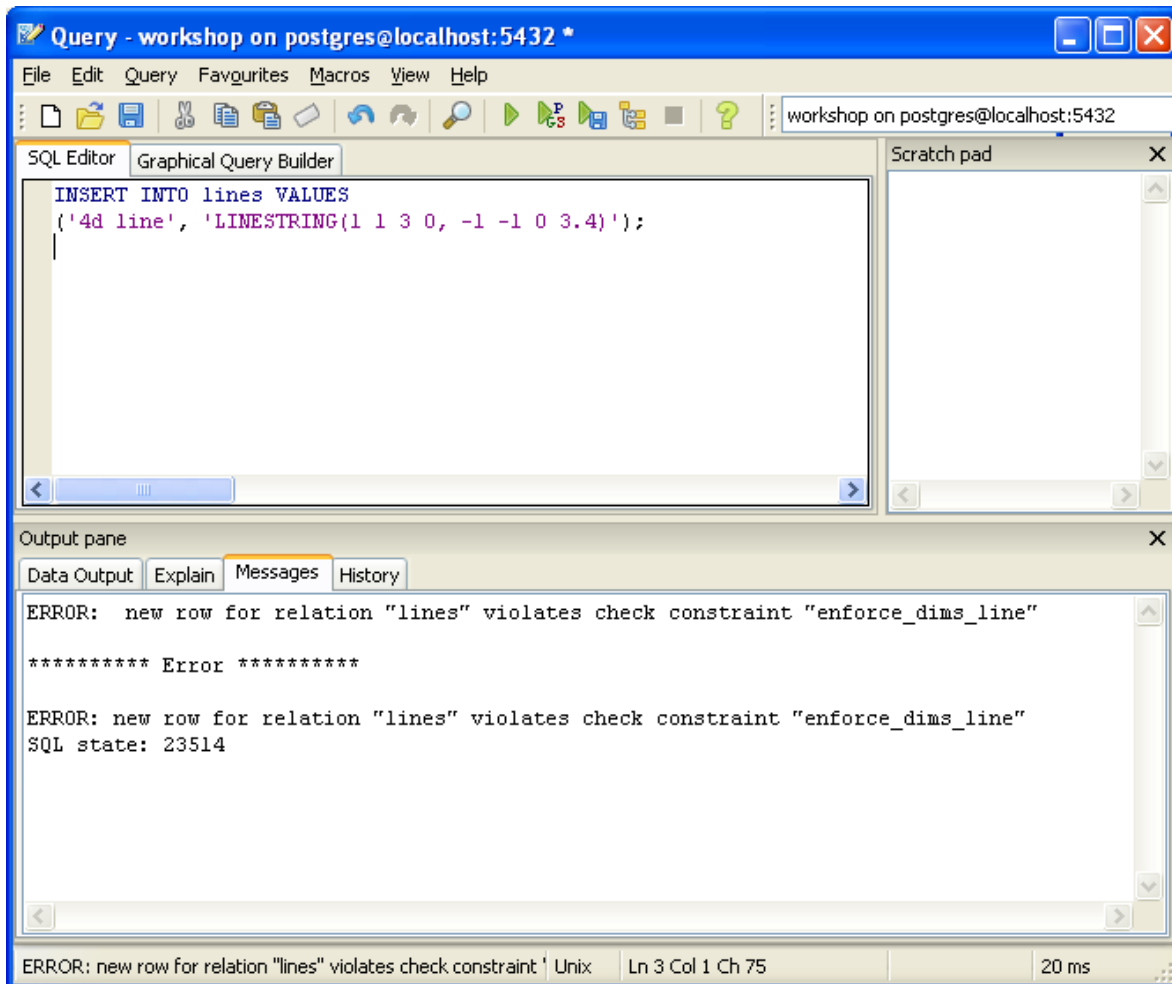 Query - workshop on postgres@localhost:5432 *
File Edit Query Favourites Macros View Help
workshop on postgres@localhost:5432
SQL Editor Graphical Query Builder
Scratch pad
INSERT INTO lines VALUES
('4d line', 'LINESTRING(1 1 3 0, -1 -1 0 3.4)');
Output pane
Data Output Explain Messages History
ERROR:  new row for relation "lines" violates check constraint "enforce_dims_line"
********** Error **********
ERROR: new row for relation "lines" violates check constraint "enforce_dims_line"
SQL state: 23514
ERROR: new row for relation "lines" violates check constraint ' Unix Ln 3 Col 1 Ch 75 20 ms